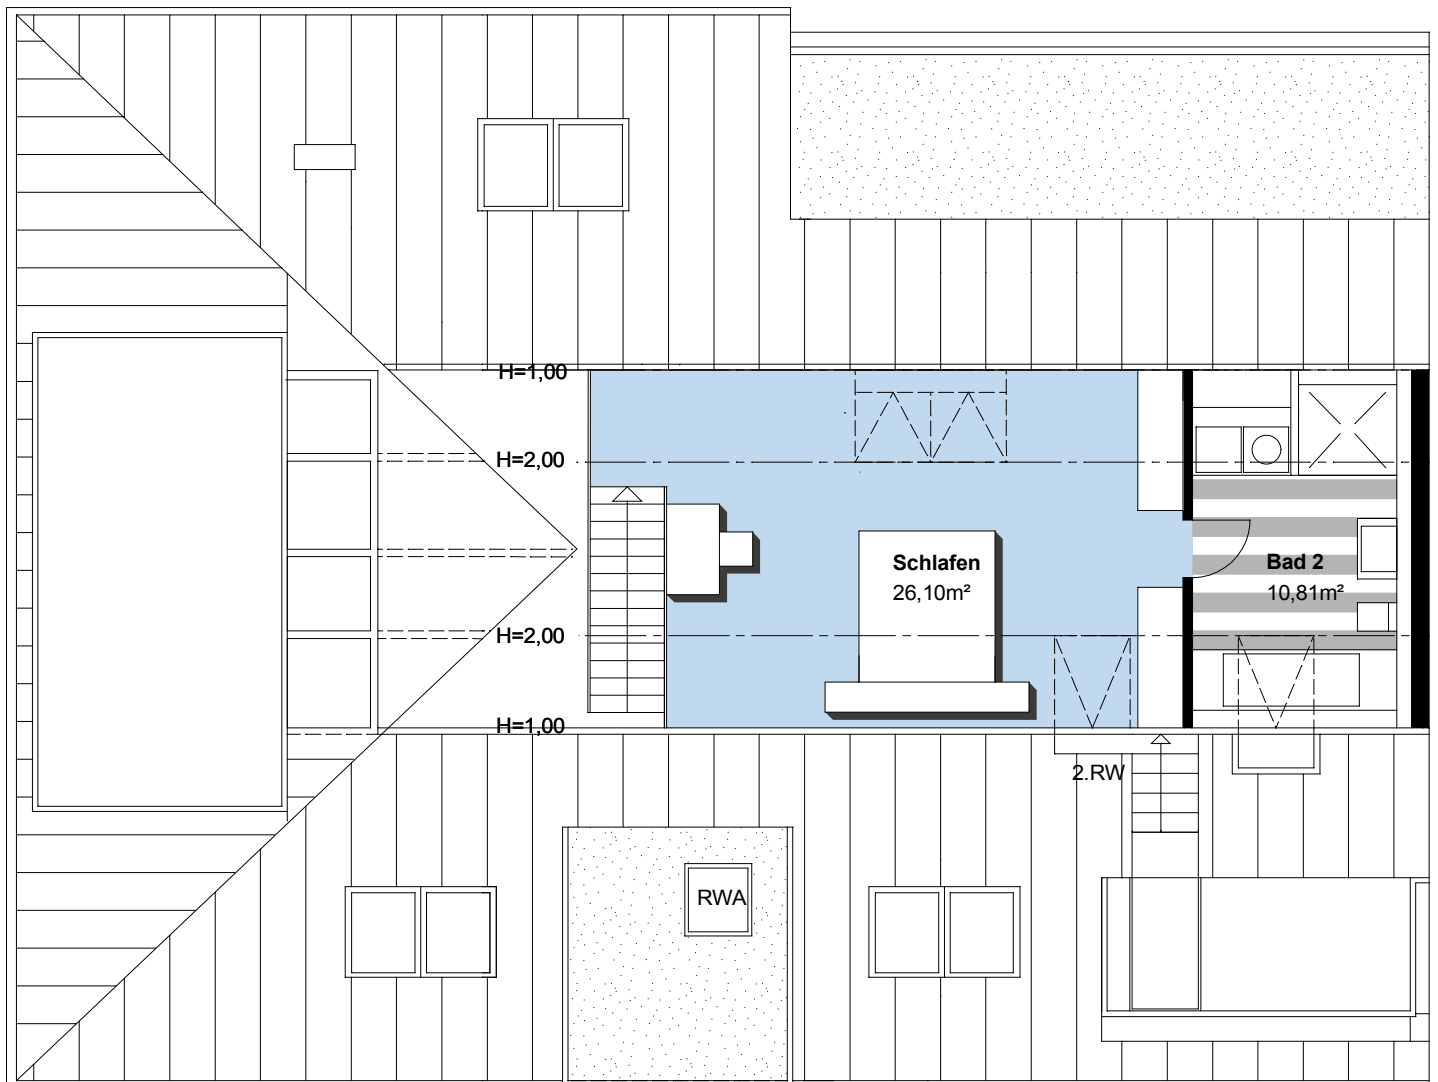 H=1,00
H=2,00
Schlafen
26,10m²
Bad 2
10,81m²
H=2,00
H=1,00
2.RW
RWA